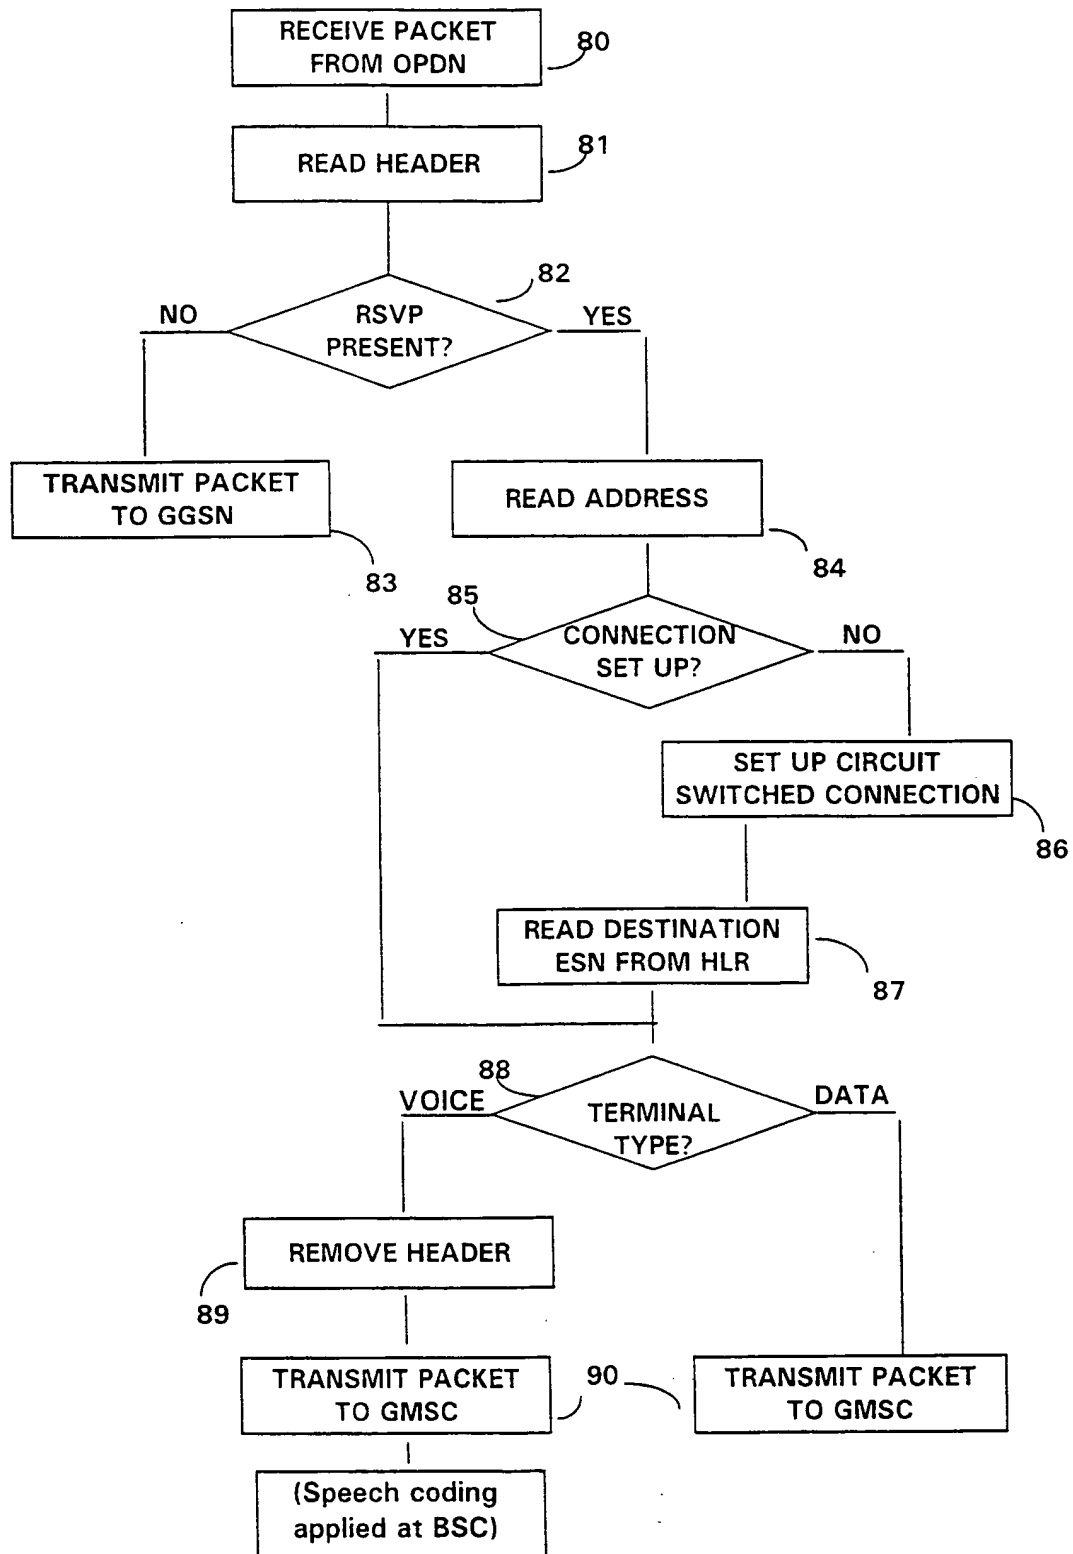 RECEIVE PACKET
FROM OPDN
80
READ HEADER
81
82
NO
RSVP
PRESENT?
YES
TRANSMIT PACKET
TO GGSN
83
READ ADDRESS
84
85
YES
CONNECTION
SET UP?
NO
SET UP CIRCUIT
SWITCHED CONNECTION
86
READ DESTINATION
ESN FROM HLR
87
88
VOICE
TERMINAL
TYPE?
DATA
REMOVE HEADER
89
TRANSMIT PACKET
TO GMSC
90
TRANSMIT PACKET
TO GMSC
(Speech coding
applied at BSC)